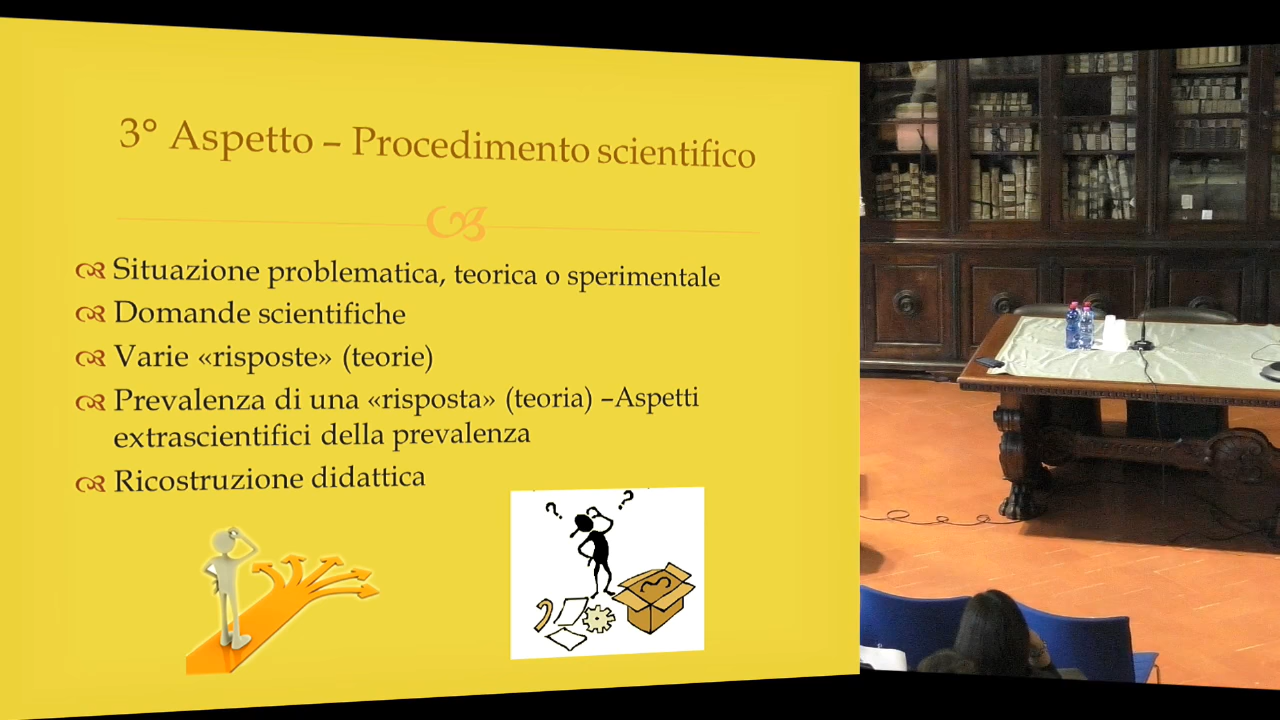 3° Aspetto – Procedimento scientifico
Situazione problematica, teorica o sperimentale
Domande scientifiche
Varie «risposte» (teorie)
Prevalenza di una «risposta» (teoria) –Aspetti
extrascientifici della prevalenza
Ricostruzione didattica
? ?